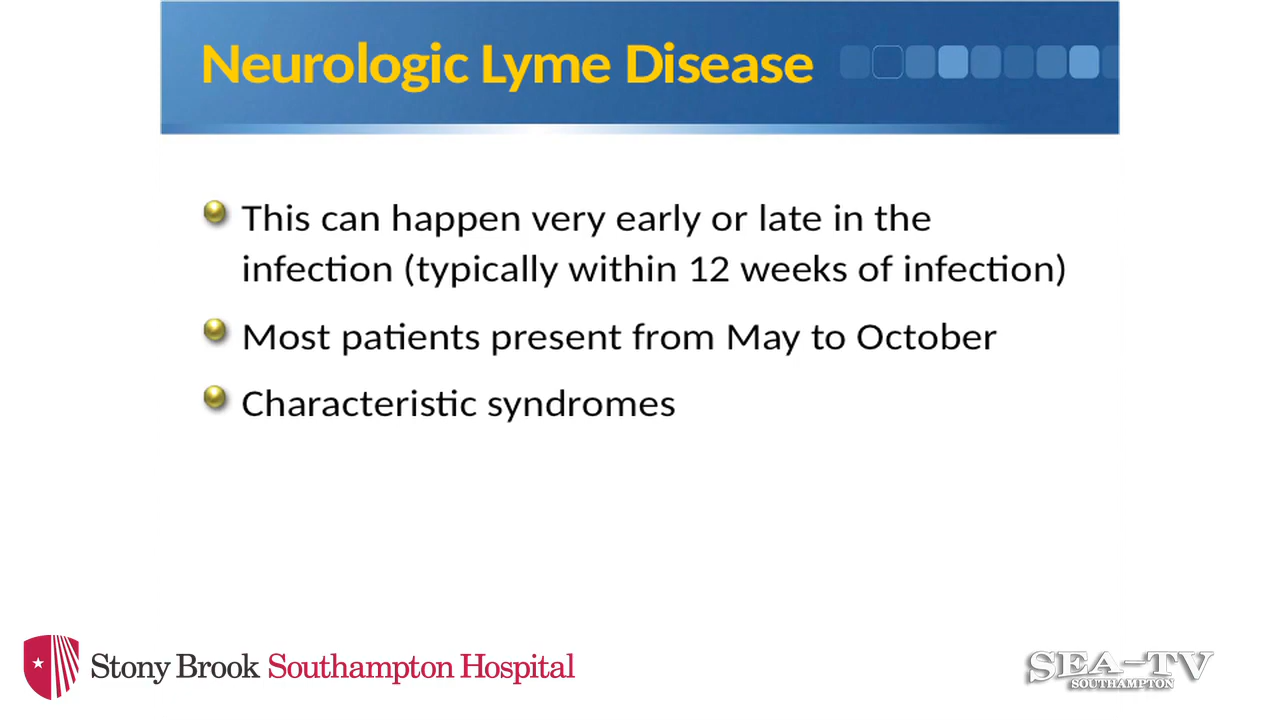 Neurologic Lyme Disease
This can happen very early or late in the
infection (typically within 12 weeks of infection)
Most patients present from May to October
Characteristic syndromes
Stony Brook Southampton Hospital
SEA-TV
SOUTHAMPTON